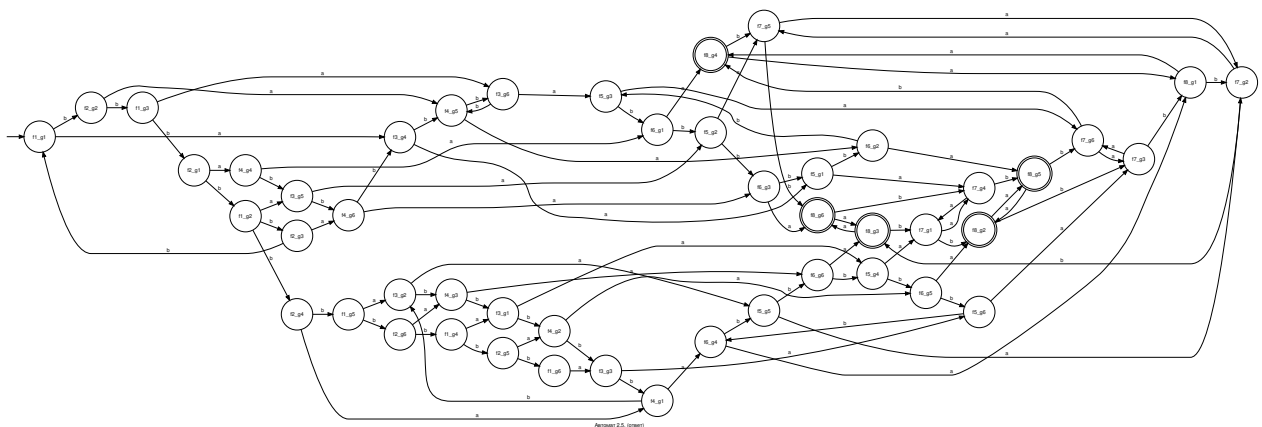 f7_g5
a
a
f8_g4
b
a
a
f8_g1
b
f7_g2
f2_g2
b
f1_g3
a
a
f4_g5
b
b
f3_g6
a
f5_g3
b
a
b
f1_g1
b
a
f3_g4
b
a
f6_g1
b
f5_g2
b
f6_g2
a
f7_g6
a
a
f7_g3
b
b
f2_g1
a
f4_g4
b
f3_g5
a
b
f4_g6
b
a
a
f6_g3
b
b
f5_g1
a
b
f7_g4
b
f8_g5
b
b
f1_g2
a
b
f2_g3
a
b
b
f8_g6
a
a
b
f8_g3
b
f7_g1
a
a
b
f8_g2
a
a
b
b
f2_g4
b
f1_g5
a
b
f3_g2
b
f4_g3
a
a
b
f3_g1
a
b
f4_g2
a
b
f2_g6
a
b
f1_g4
a
b
f2_g5
a
b
f1_g6
a
f3_g3
b
a
f4_g1
a
b
a
f6_g4
b
a
f5_g5
b
a
f6_g6
a
b
f5_g4
a
b
f6_g5
a
b
f5_g6
a
b
Автомат 2.5. (ответ)